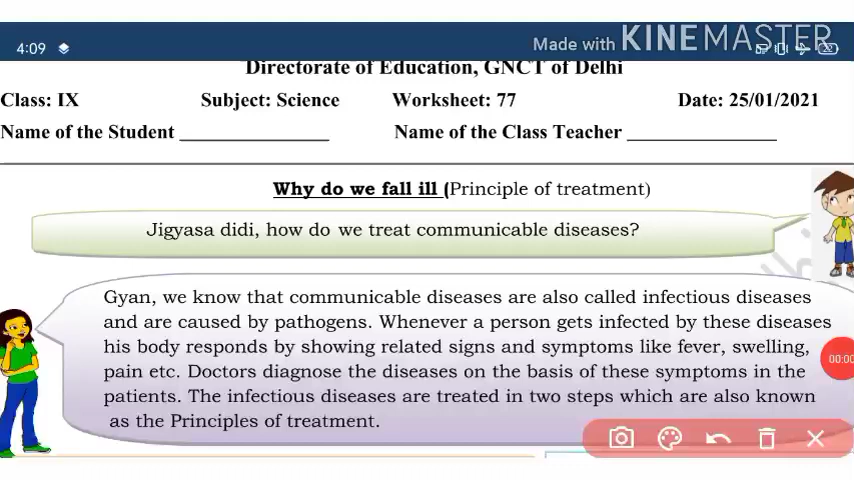 4:09
Made with KINEMASTER
Directorate of Education, GNCT of Delhi
Class: IX Subject: Science Worksheet: 77 Date: 25/01/2021
Name of the Student ______________ Name of the Class Teacher ______________
Why do we fall ill (Principle of treatment)
Jigyasa didi, how do we treat communicable diseases?
Gyan, we know that communicable diseases are also called infectious diseases
and are caused by pathogens. Whenever a person gets infected by these diseases
his body responds by showing related signs and symptoms like fever, swelling,
pain etc. Doctors diagnose the diseases on the basis of these symptoms in the
patients. The infectious diseases are treated in two steps which are also known
as the Principles of treatment.